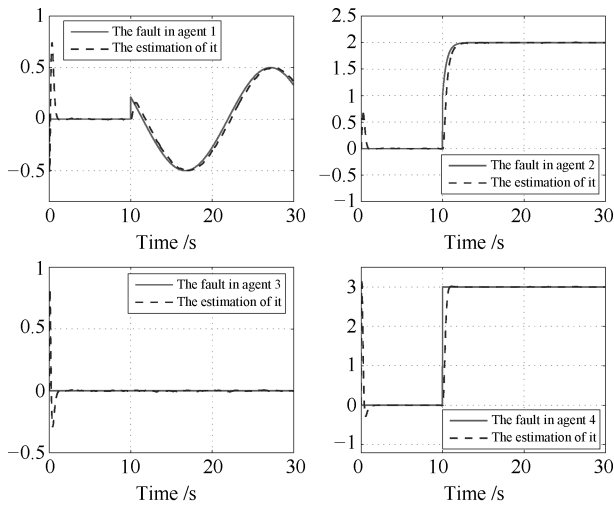 The fault in agent 1
The estimation of it
1
0.5
0
−0.5
0 10 20 30
Time /s
The fault in agent 2
The estimation of it
2.5
2
1.5
1
0.5
0
−0.5
−1
0 10 20 30
Time /s
The fault in agent 3
The estimation of it
1
0.5
0
−0.5
0 10 20 30
Time /s
The fault in agent 4
The estimation of it
3
2
1
0
−1
0 10 20 30
Time /s